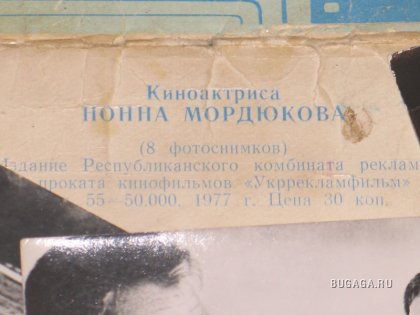 Киноактриса
НОННА МОРДЮКОВА
(8 фотоснимков)
Издание Республиканского комбината реклам
проката кинофильмов «Укррекламфильм»
55—50.000. 1977 г. Цена 30 коп.
BUGAGA.RU